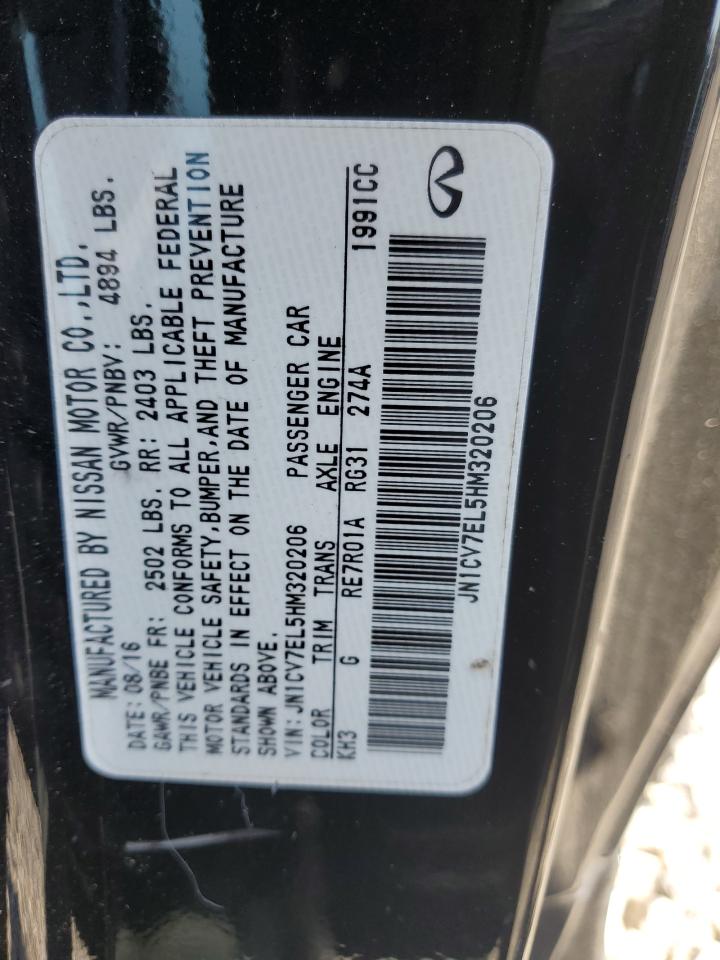 MANUFACTURED BY NISSAN MOTOR CO.,LTD.
DATE: 08/16 GVWR/PNBV: 4894 LBS.
GAWR/PNBE FR: 2502 LBS. RR: 2403 LBS.
THIS VEHICLE CONFORMS TO ALL APPLICABLE FEDERAL
MOTOR VEHICLE SAFETY,BUMPER,AND THEFT PREVENTION
STANDARDS IN EFFECT ON THE DATE OF MANUFACTURE
SHOWN ABOVE.
VIN: JN1CV7EL5HM320206 PASSENGER CAR
COLOR TRIM TRANS AXLE ENGINE
KH3 G RE7R01A RG31 274A 1991CC
JN1CV7EL5HM320206